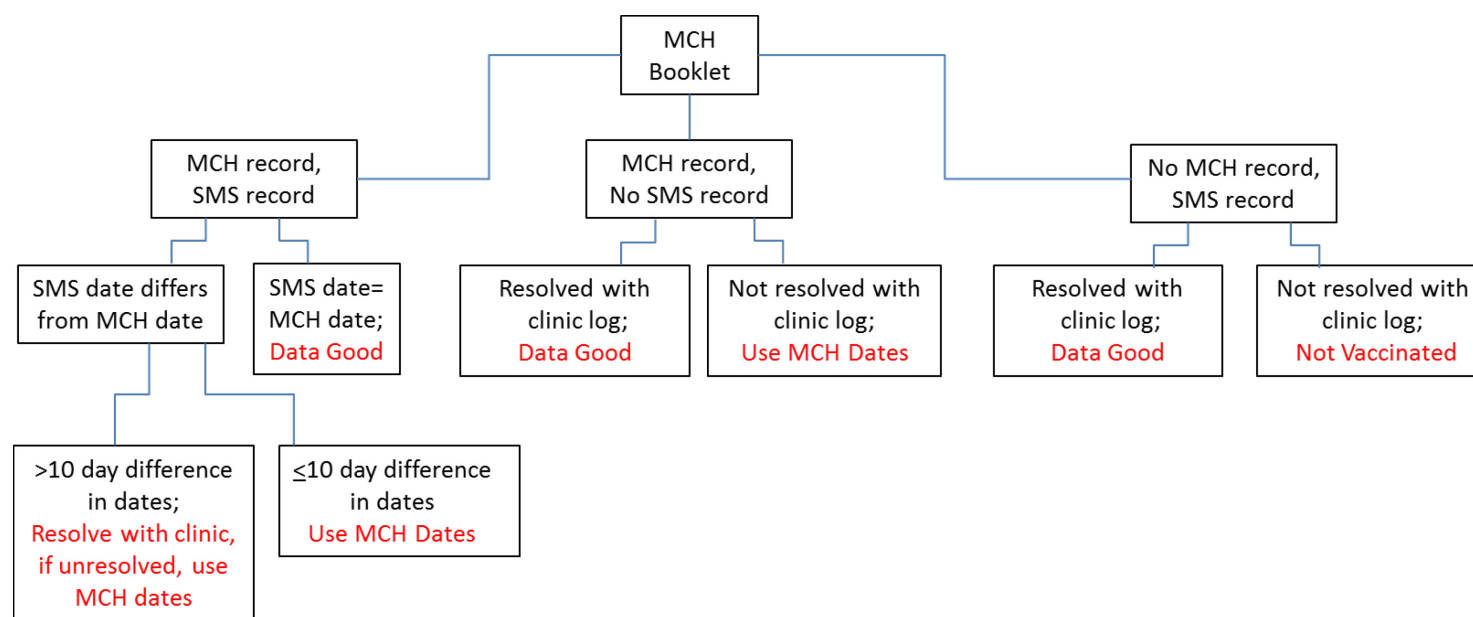 MCH
Booklet
MCH record,
SMS record
MCH record,
No SMS record
No MCH record,
SMS record
SMS date differs
from MCH date
SMS date=
MCH date;
Data Good
Resolved with
clinic log;
Data Good
Not resolved with
clinic log;
Use MCH Dates
Resolved with
clinic log;
Data Good
Not resolved with
clinic log;
Not Vaccinated
>10 day difference
in dates;
Resolve with clinic,
if unresolved, use
MCH dates
≤10 day difference
in dates
Use MCH Dates